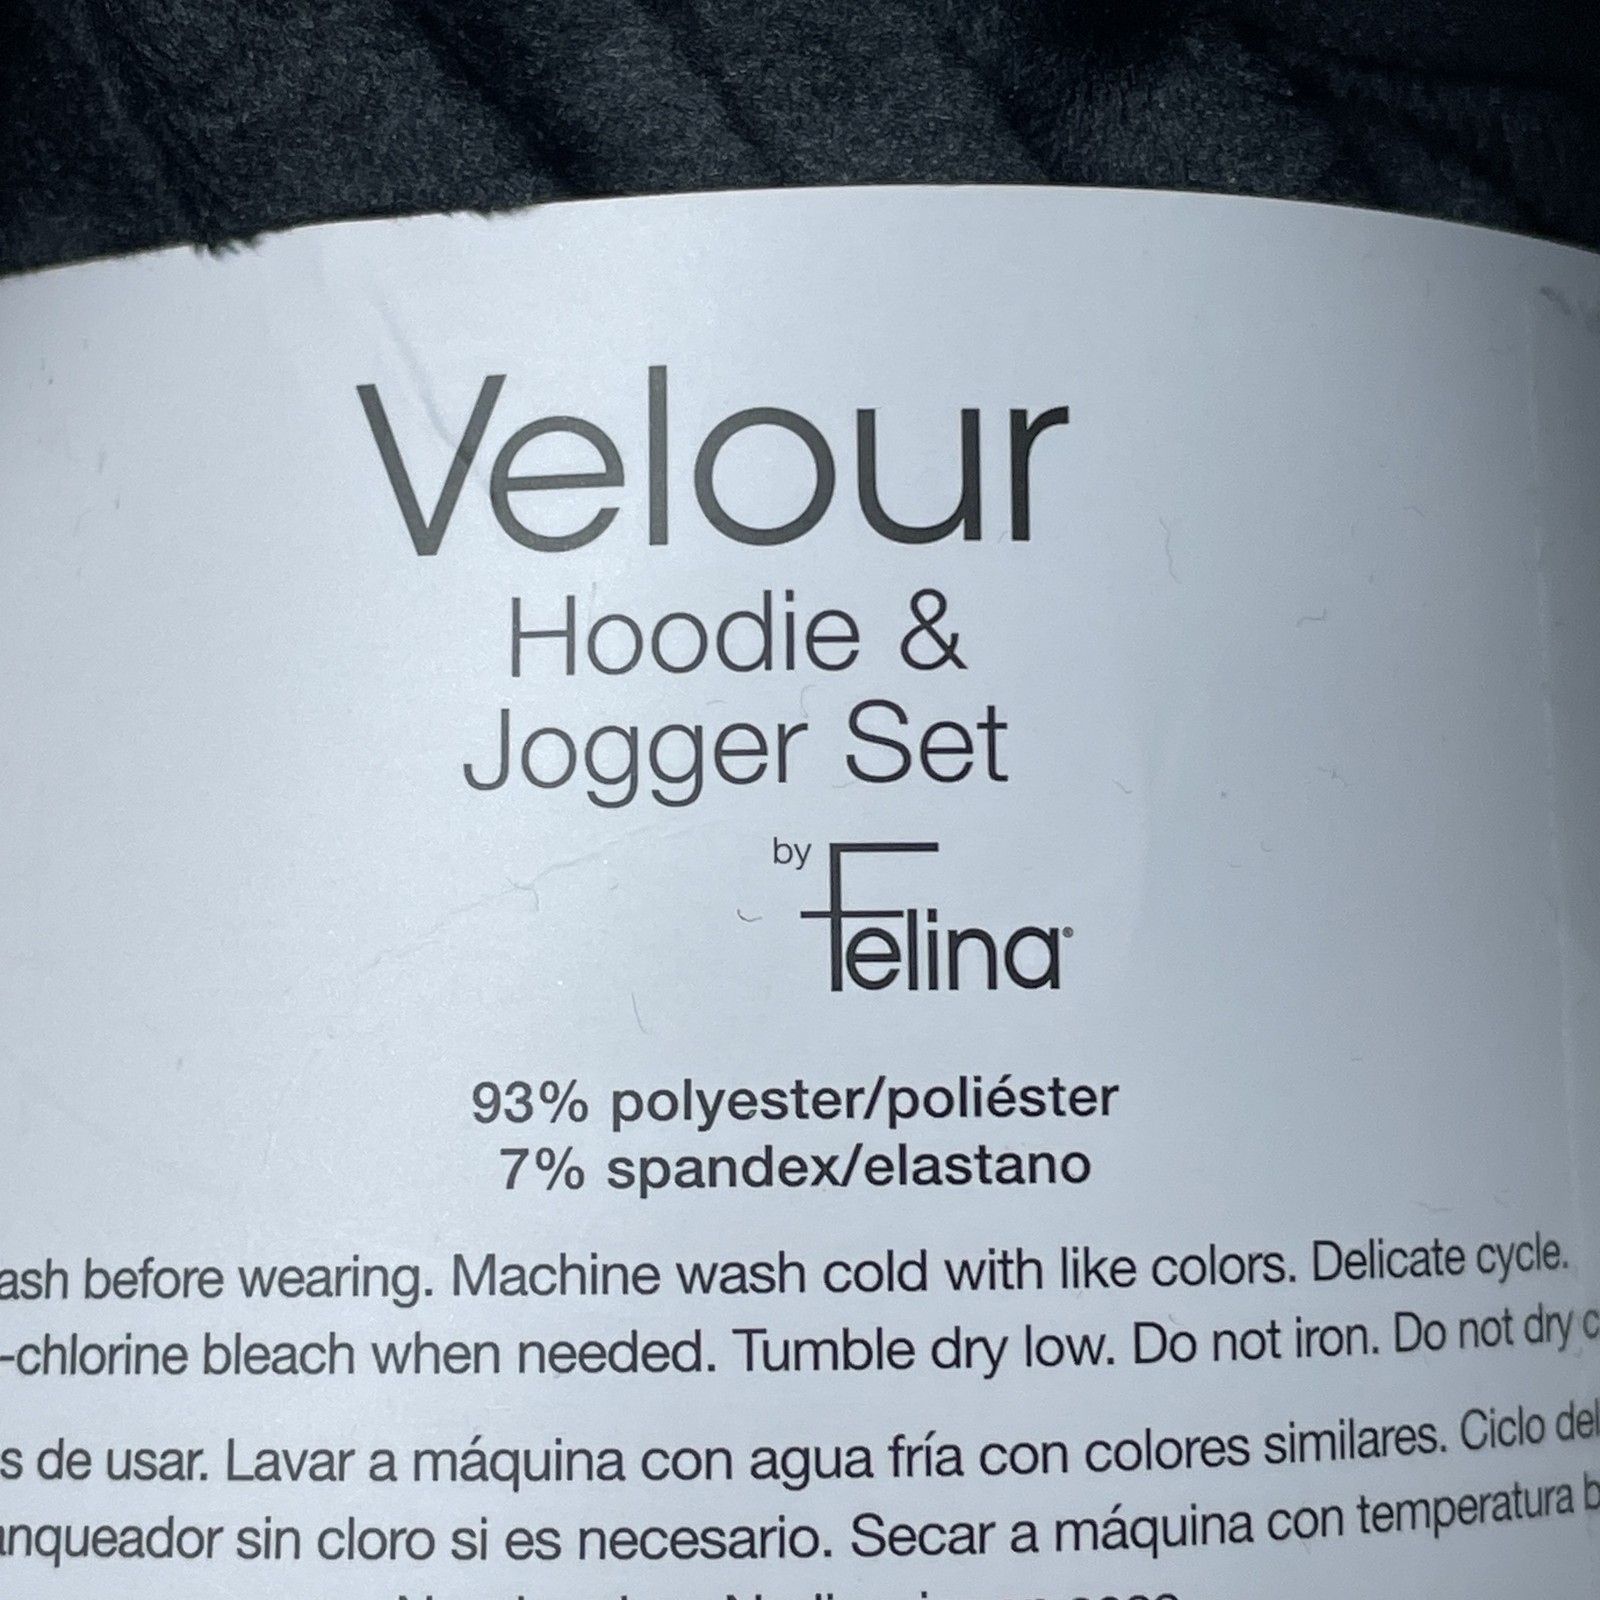 Velour
Hoodie &
Jogger Set
by Felina®
93% polyester/poliéster
7% spandex/elastano
ash before wearing. Machine wash cold with like colors. Delicate cycle.
-chlorine bleach when needed. Tumble dry low. Do not iron. Do not dry c
s de usar. Lavar a máquina con agua fría con colores similares. Ciclo del
nqueador sin cloro si es necesario. Secar a máquina con temperatura b